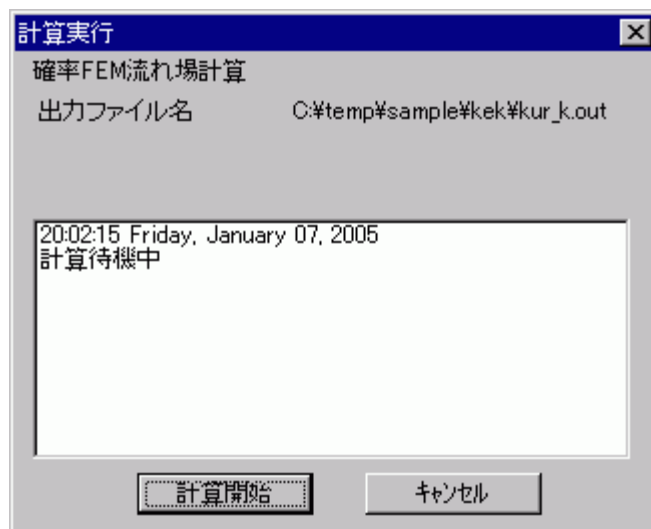 計算実行
確率FEM流れ場計算
出力ファイル名 C:¥temp¥sample¥kek¥kur_k.out
20:02:15 Friday, January 07, 2005
計算待機中
計算開始 ｷｬﾝｾﾙ